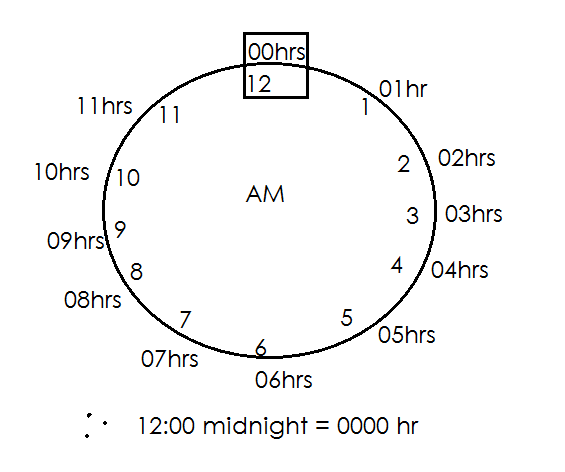 00hrs
12
01hr
1
11hrs
11
2
02hrs
10hrs
10
AM
3
03hrs
09hrs
9
4
04hrs
08hrs
8
7
5
05hrs
07hrs
6
06hrs
∴ 12:00 midnight = 0000 hr